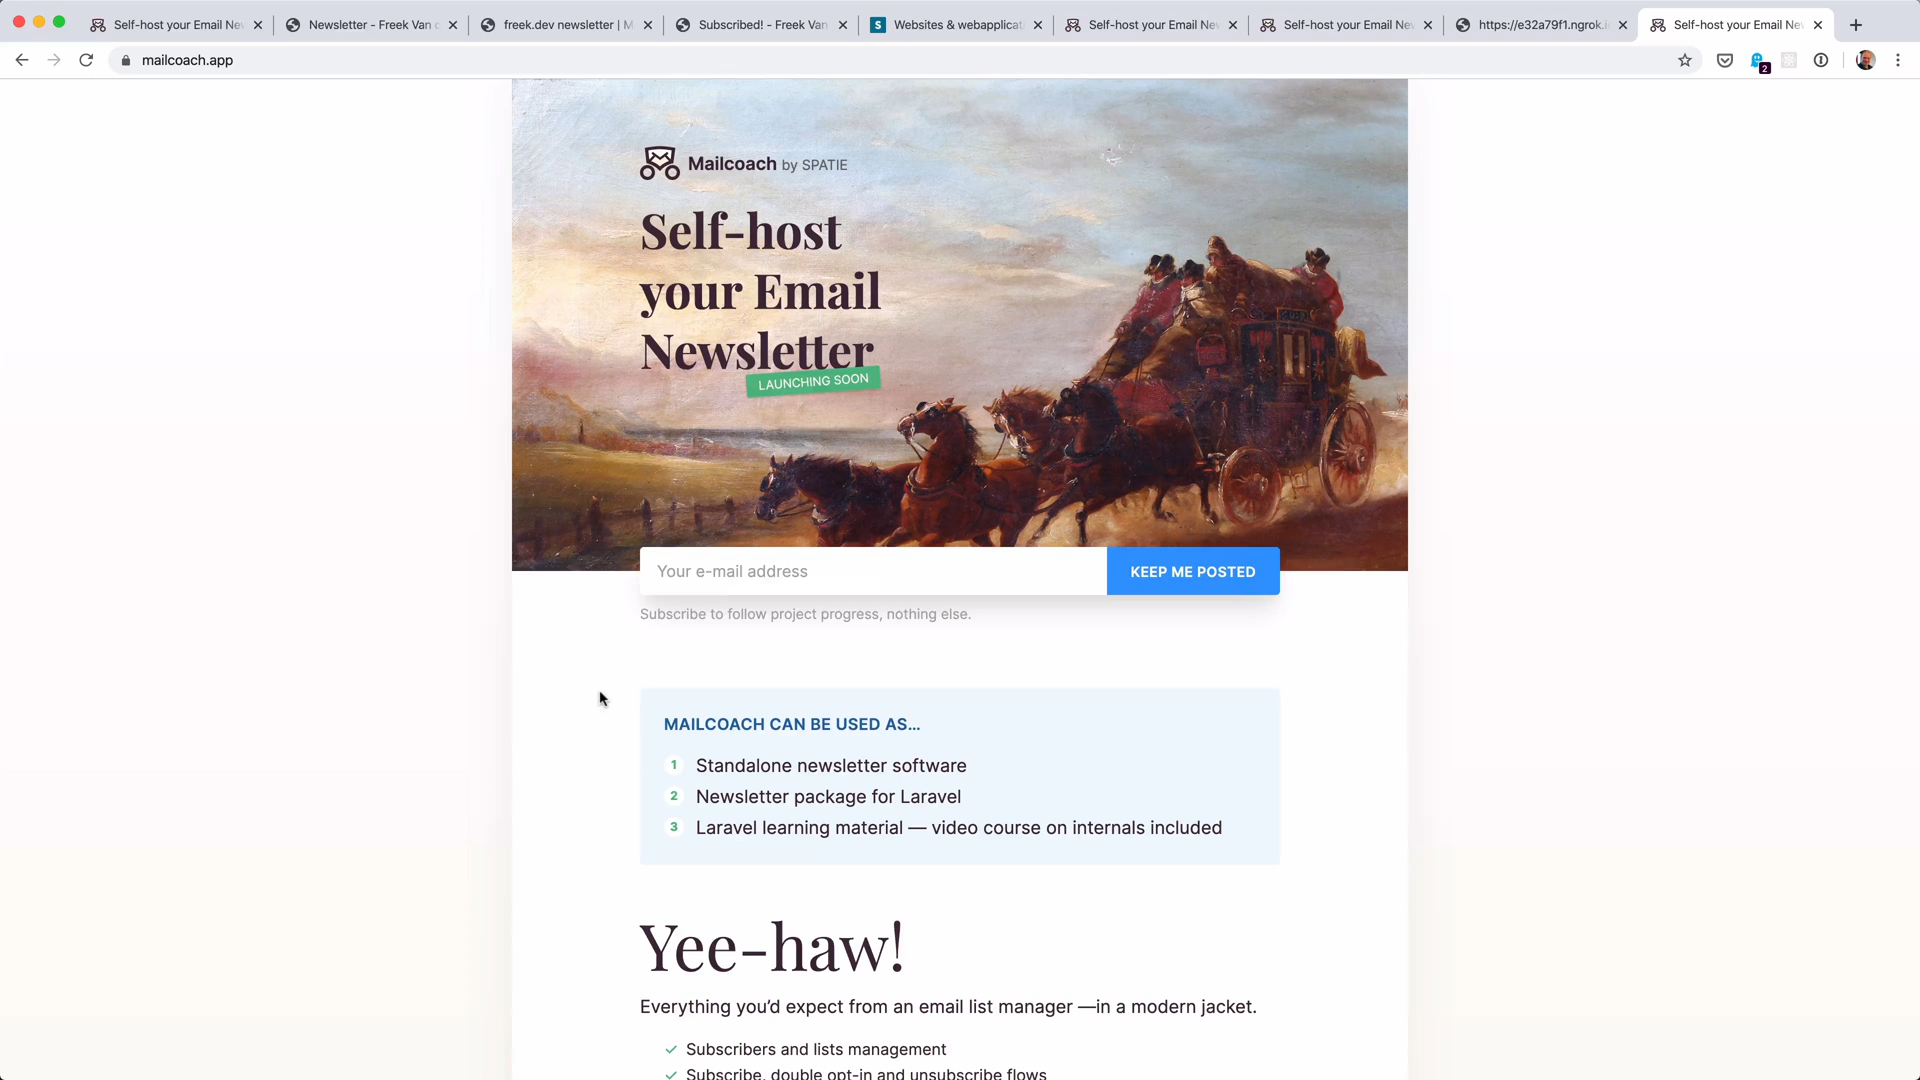 Self-host your Email Nev
Newsletter - Freek Van c
freek.dev newsletter | M
Subscribed! - Freek Van
Websites & webapplicat
Self-host your Email Nev
Self-host your Email Nev
https://e32a79f1.ngrok.i
Self-host your Email Nev
mailcoach.app
2
Mailcoach by SPATIE
Self-host
your Email
Newsletter
LAUNCHING SOON
Your e-mail address
KEEP ME POSTED
Subscribe to follow project progress, nothing else.
MAILCOACH CAN BE USED AS...
1 Standalone newsletter software
2 Newsletter package for Laravel
3 Laravel learning material — video course on internals included
Yee-haw!
Everything you'd expect from an email list manager —in a modern jacket.
Subscribers and lists management
Subscribe, double opt-in and unsubscribe flows